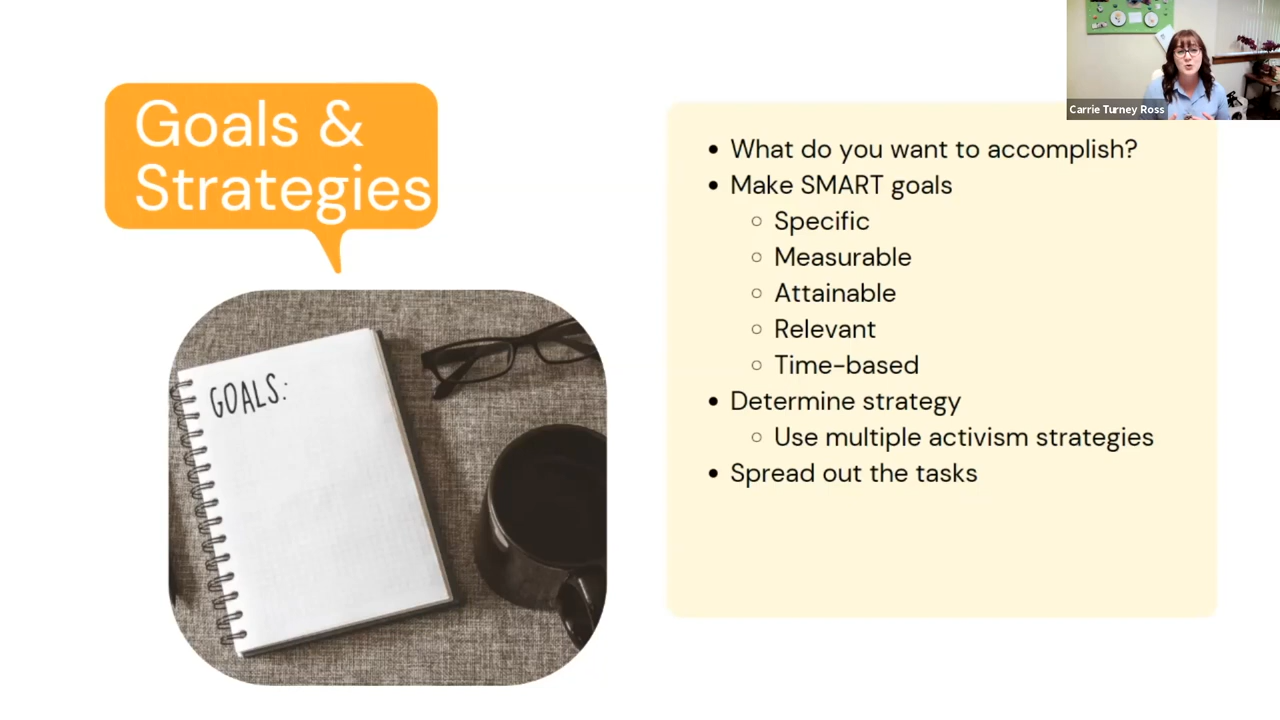 Goals &
Strategies
GOALS:
Carrie Turney Ross
What do you want to accomplish?
Make SMART goals
Specific
Measurable
Attainable
Relevant
Time-based
Determine strategy
Use multiple activism strategies
Spread out the tasks